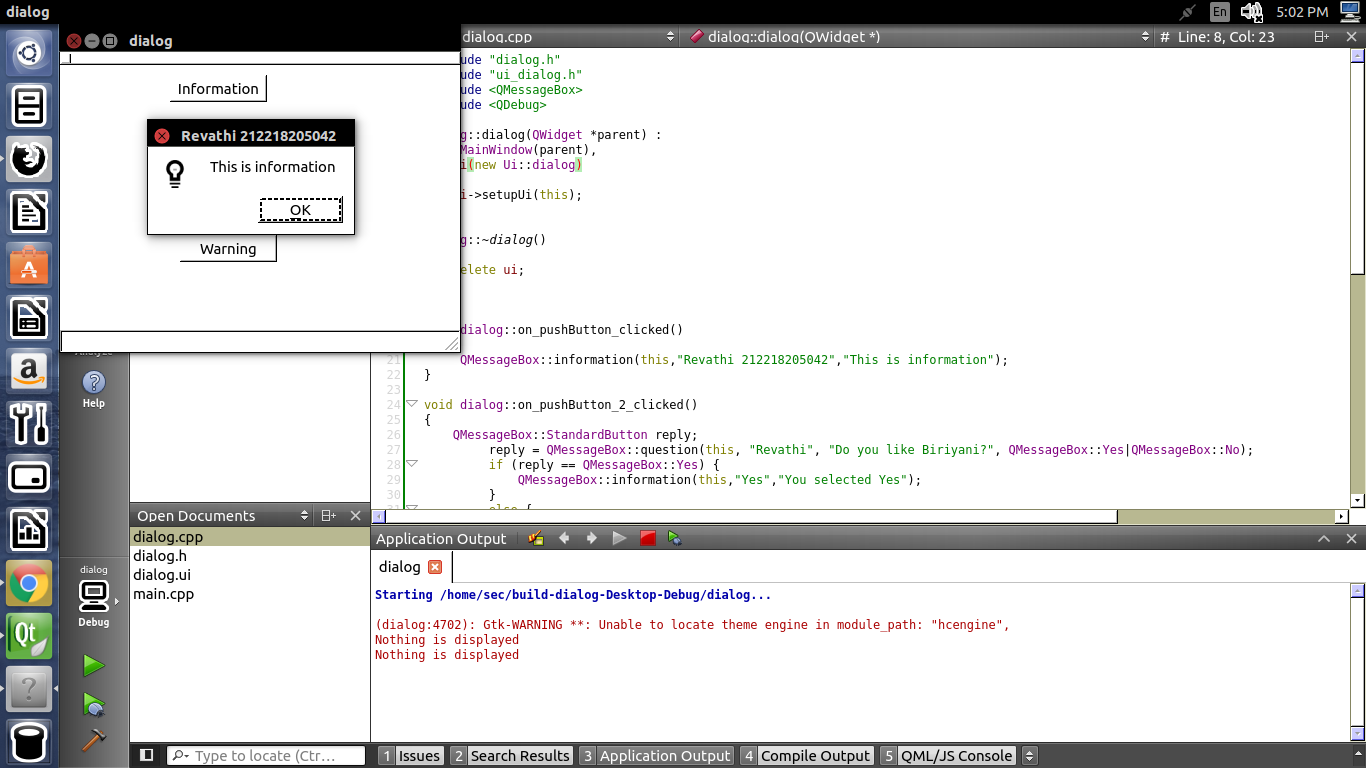 dialog
En
5:02 PM
dialog
Information
Revathi 212218205042
This is information
OK
Warning
dialog.cpp
dialog::dialog(QWidget *)
# Line: 8, Col: 23
ude "dialog.h"
ude "ui_dialog.h"
ude <QMessageBox>
ude <QDebug>
g::dialog(QWidget *parent) :
MainWindow(parent),
i(new Ui::dialog)
i->setupUi(this);
g::~dialog()
elete ui;
dialog::on_pushButton_clicked()
21 QMessageBox::information(this,"Revathi 212218205042","This is information");
22 }
23
24 void dialog::on_pushButton_2_clicked()
25 {
26 QMessageBox::StandardButton reply;
27 reply = QMessageBox::question(this, "Revathi", "Do you like Biriyani?", QMessageBox::Yes|QMessageBox::No);
28 if (reply == QMessageBox::Yes) {
29 QMessageBox::information(this,"Yes","You selected Yes");
30 }
else {
Analyze
Help
dialog
Debug
Open Documents
dialog.cpp
dialog.h
dialog.ui
main.cpp
Application Output
dialog
Starting /home/sec/build-dialog-Desktop-Debug/dialog...
(dialog:4702): Gtk-WARNING **: Unable to locate theme engine in module_path: "hcengine",
Nothing is displayed
Nothing is displayed
Type to locate (Ctr...
1 Issues
2 Search Results
3 Application Output
4 Compile Output
5 QML/JS Console